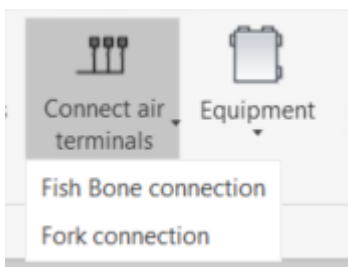 Connect air
terminals
Equipment
Fish Bone connection
Fork connection